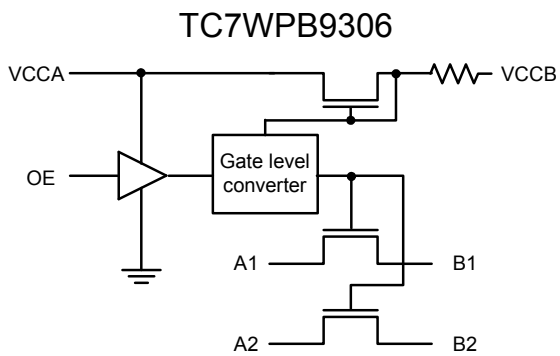 TC7WPB9306
VCCA
VCCB
OE
Gate level
converter
A1
B1
A2
B2